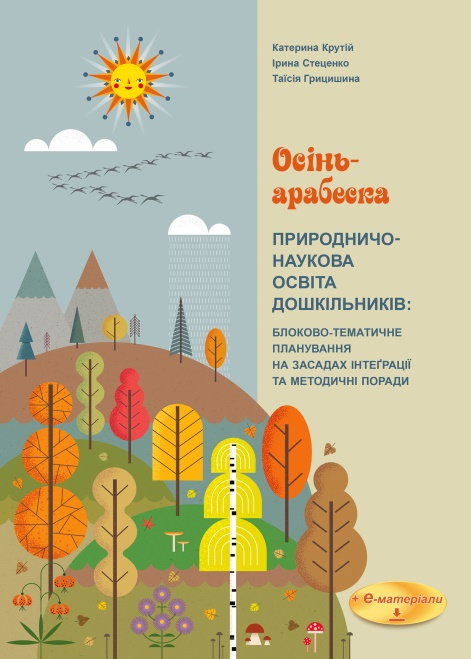 Катерина Крутій
Ірина Стеценко
Таїсія Грицишина
Осінь-
арабеска
ПРИРОДНИЧО-
НАУКОВА
ОСВІТА
ДОШКІЛЬНИКІВ:
БЛОКОВО-ТЕМАТИЧНЕ
ПЛАНУВАННЯ
НА ЗАСАДАХ ІНТЕҐРАЦІЇ
ТА МЕТОДИЧНІ ПОРАДИ
+ е-матеріали